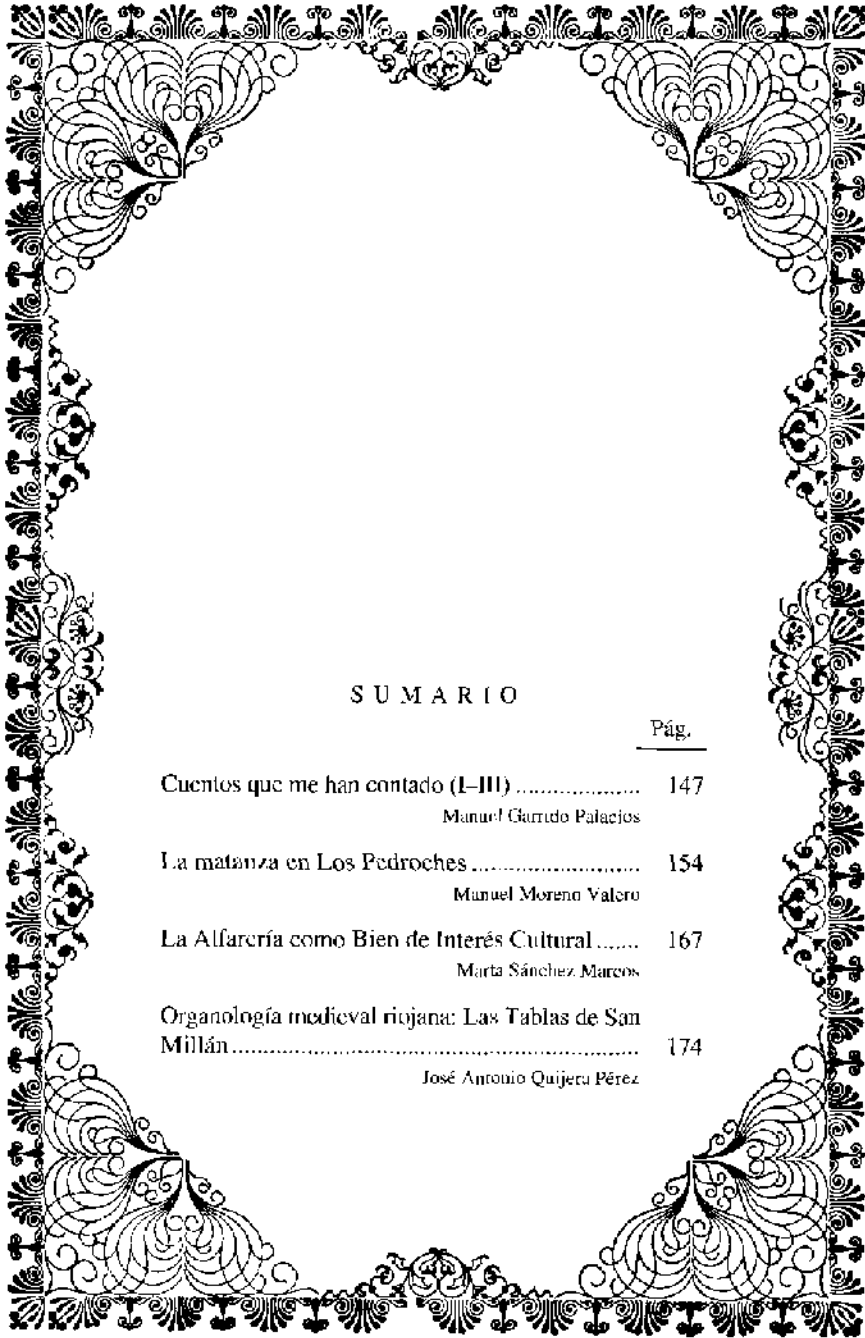 SUMARIO
Pág.
Cuentos que me han contado (I–III) .................... 147
Manuel Garrido Palacios
La matanza en Los Pedroches ........................... 154
Manuel Moreno Valero
La Alfarería como Bien de Interés Cultural ....... 167
Marta Sánchez Marcos
Organología medieval riojana: Las Tablas de San
Millán ..................................................... 174
José Antonio Quijera Pérez